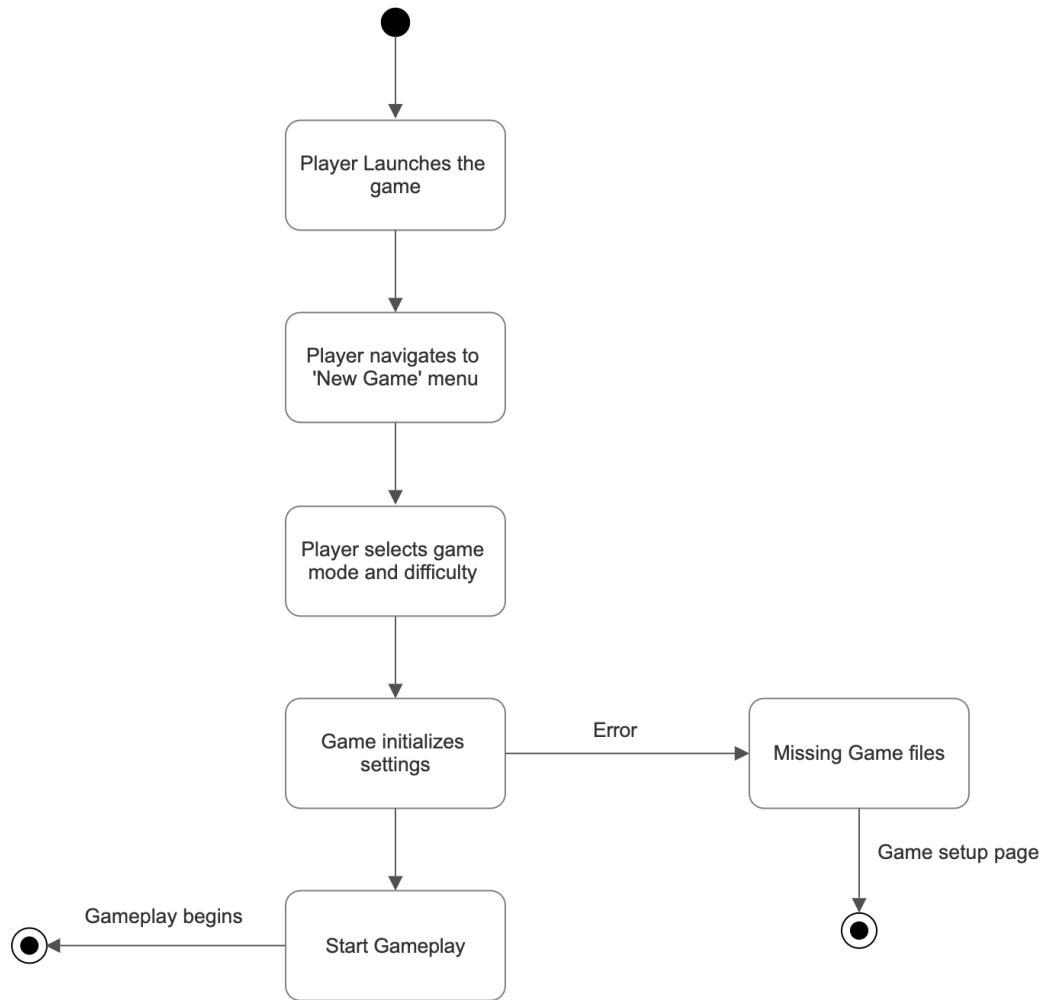 Player Launches the
game
Player navigates to
'New Game' menu
Player selects game
mode and difficulty
Game initializes
settings
Error
Missing Game files
Game setup page
Gameplay begins
Start Gameplay